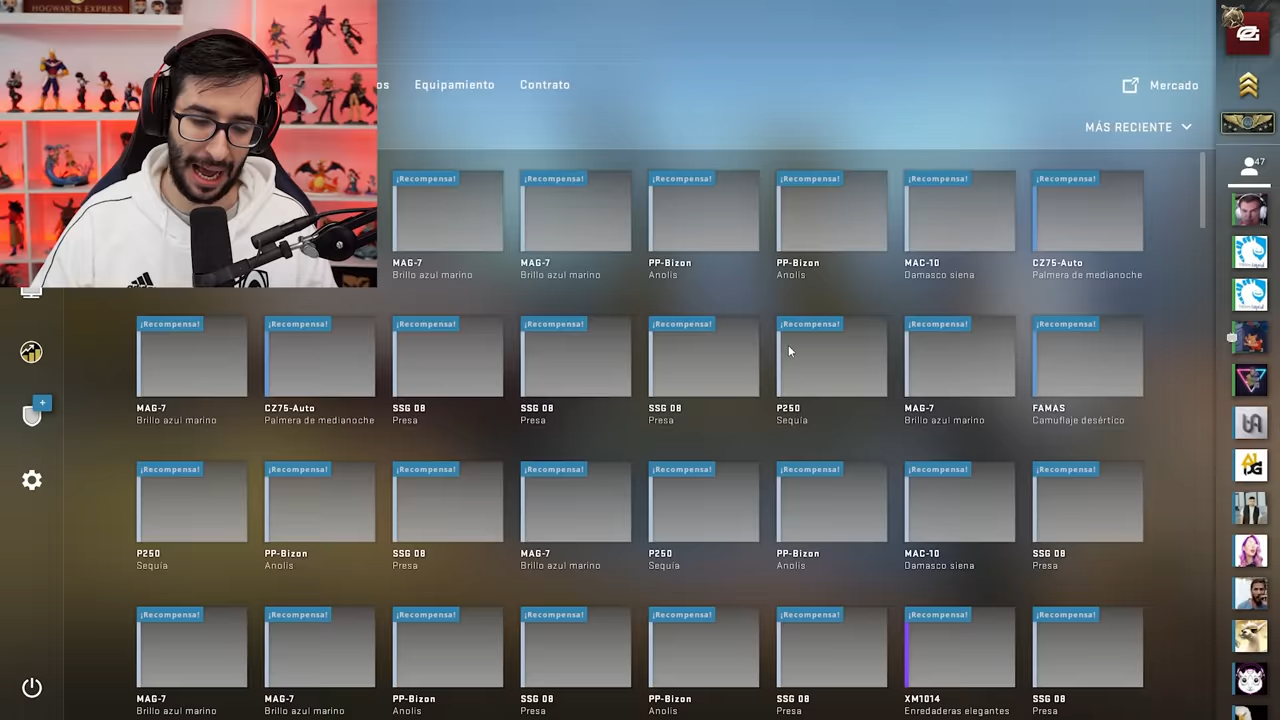 HOGWARTS EXPRESS
os
Equipamiento
Contrato
Mercado
MÁS RECIENTE
47
¡Recompensa!
¡Recompensa!
¡Recompensa!
¡Recompensa!
¡Recompensa!
¡Recompensa!
MAG-7
MAG-7
PP-Bizon
PP-Bizon
MAC-10
CZ75-Auto
Brillo azul marino
Brillo azul marino
Anolis
Anolis
Damasco siena
Palmera de medianoche
¡Recompensa!
¡Recompensa!
¡Recompensa!
¡Recompensa!
¡Recompensa!
¡Recompensa!
¡Recompensa!
¡Recompensa!
MAG-7
CZ75-Auto
SSG 08
SSG 08
SSG 08
P250
MAG-7
FAMAS
Brillo azul marino
Palmera de medianoche
Presa
Presa
Presa
Sequía
Brillo azul marino
Camuflaje desértico
¡Recompensa!
¡Recompensa!
¡Recompensa!
¡Recompensa!
¡Recompensa!
¡Recompensa!
¡Recompensa!
¡Recompensa!
P250
PP-Bizon
SSG 08
MAG-7
P250
PP-Bizon
MAC-10
SSG 08
Sequía
Anolis
Presa
Brillo azul marino
Sequía
Anolis
Damasco siena
Presa
¡Recompensa!
¡Recompensa!
¡Recompensa!
¡Recompensa!
¡Recompensa!
¡Recompensa!
¡Recompensa!
¡Recompensa!
MAG-7
MAG-7
PP-Bizon
SSG 08
PP-Bizon
SSG 08
XM1014
SSG 08
Brillo azul marino
Brillo azul marino
Anolis
Presa
Anolis
Presa
Enredaderas elegantes
Presa